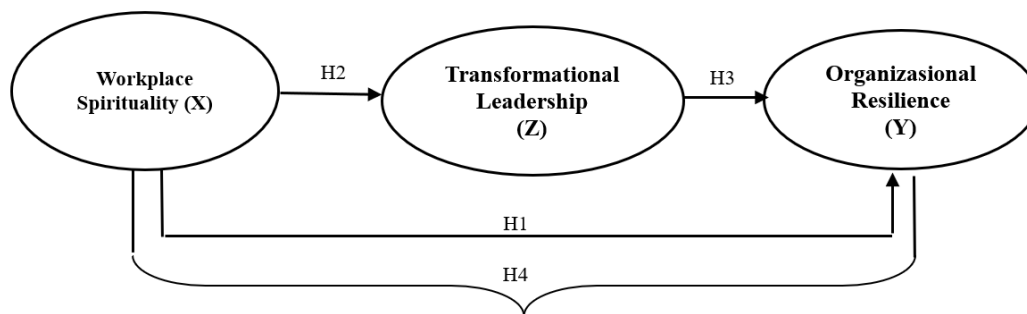 Workplace
Spirituality (X)
H2
Transformational
Leadership
(Z)
H3
Organizasional
Resilience
(Y)
H1
H4